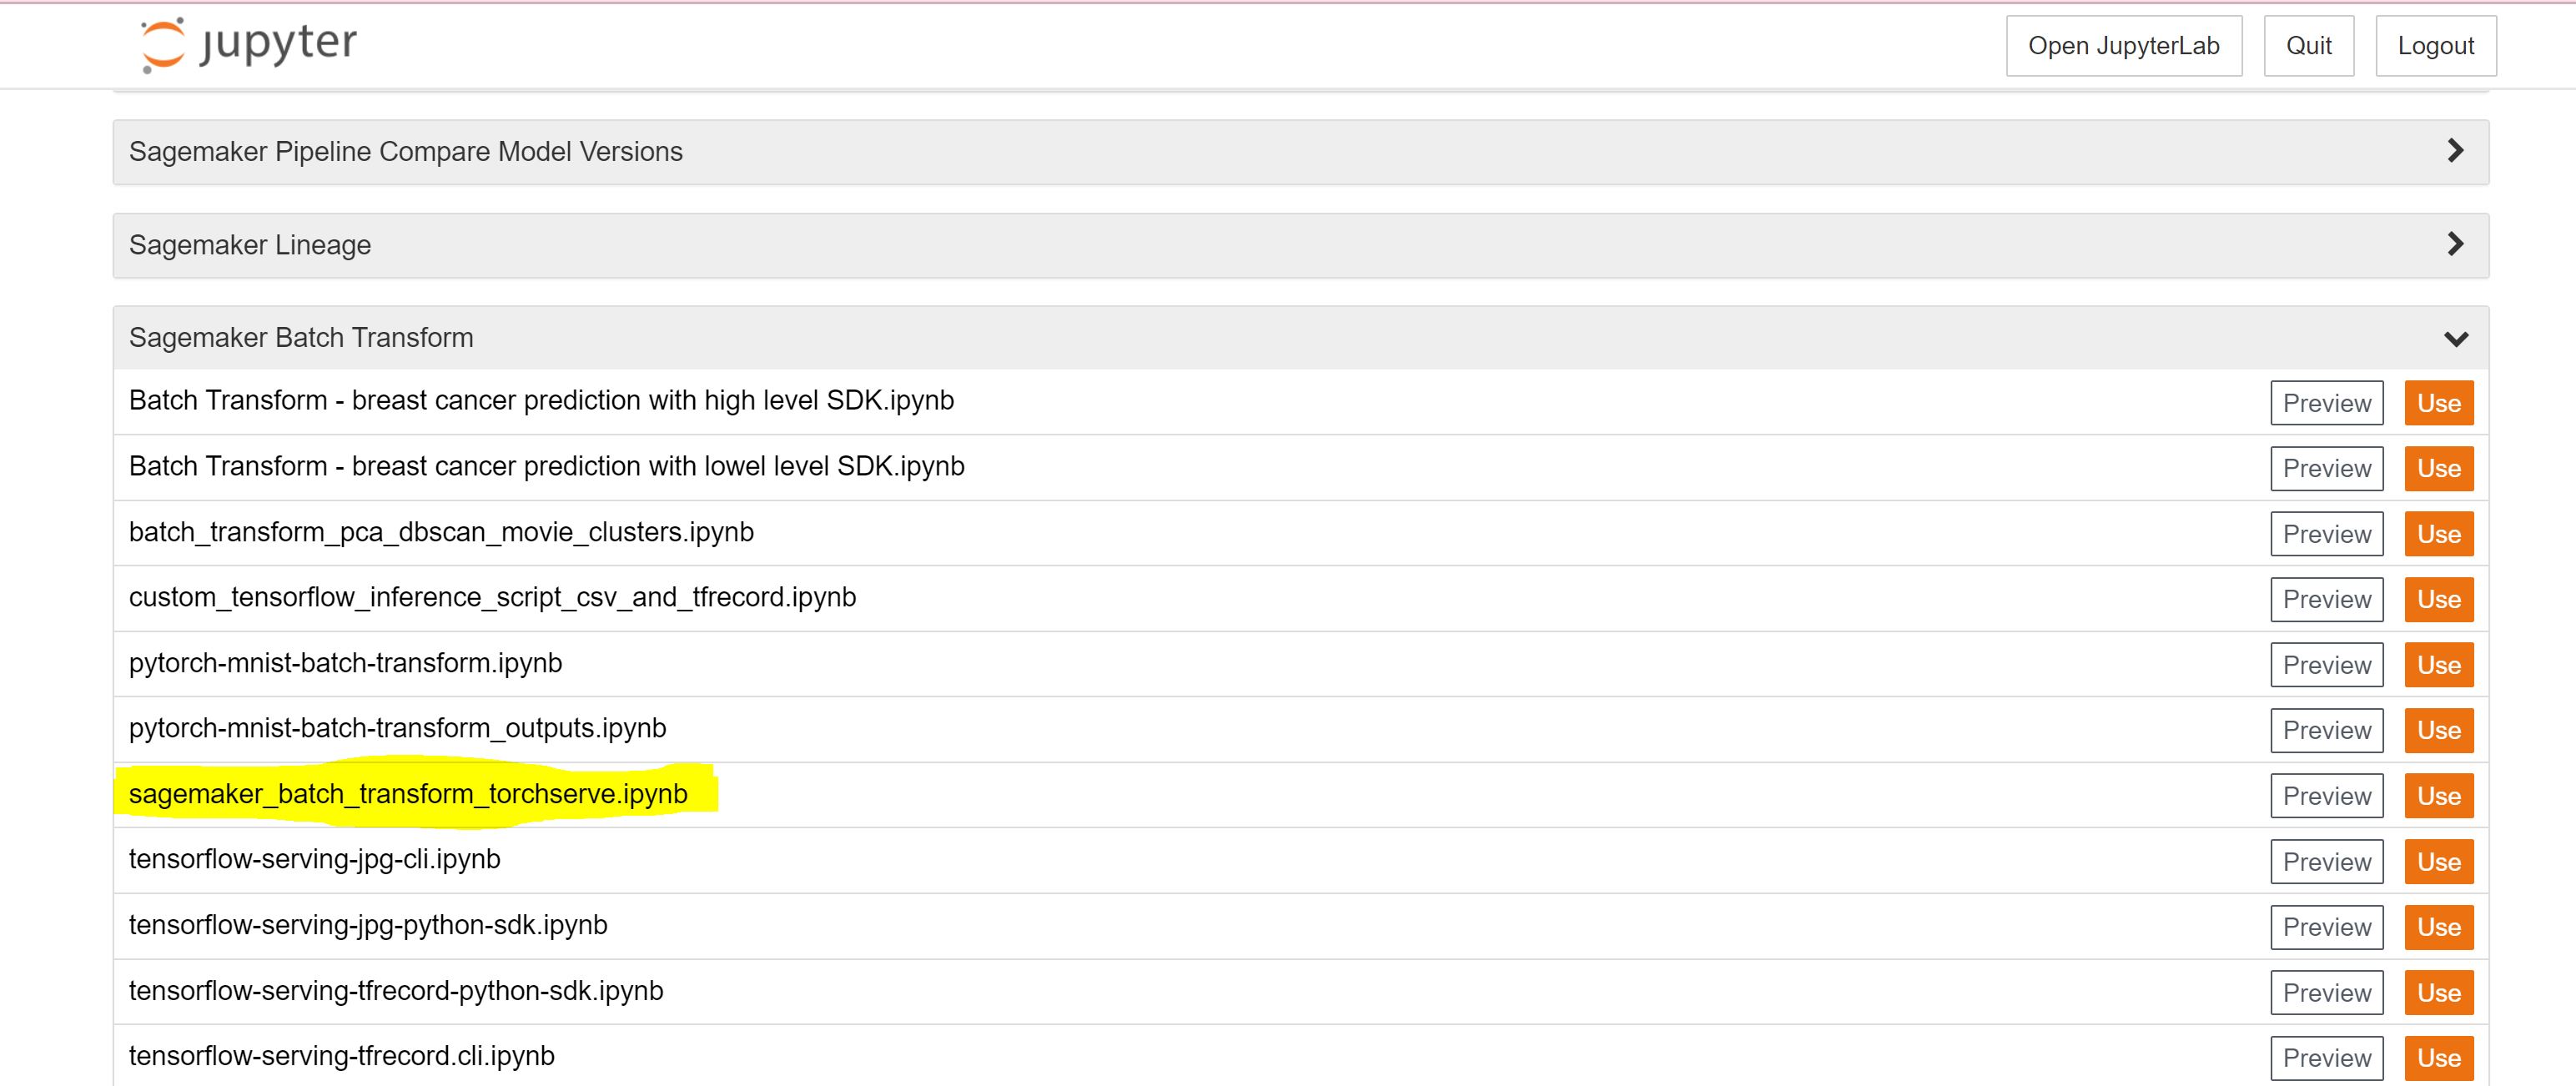 jupyter Open JupyterLab Quit Logout
Sagemaker Pipeline Compare Model Versions
Sagemaker Lineage
Sagemaker Batch Transform
Batch Transform - breast cancer prediction with high level SDK.ipynb Preview Use
Batch Transform - breast cancer prediction with lowel level SDK.ipynb Preview Use
batch_transform_pca_dbscan_movie_clusters.ipynb Preview Use
custom_tensorflow_inference_script_csv_and_tfrecord.ipynb Preview Use
pytorch-mnist-batch-transform.ipynb Preview Use
pytorch-mnist-batch-transform_outputs.ipynb Preview Use
sagemaker_batch_transform_torchserve.ipynb Preview Use
tensorflow-serving-jpg-cli.ipynb Preview Use
tensorflow-serving-jpg-python-sdk.ipynb Preview Use
tensorflow-serving-tfrecord-python-sdk.ipynb Preview Use
tensorflow-serving-tfrecord.cli.ipynb Preview Use